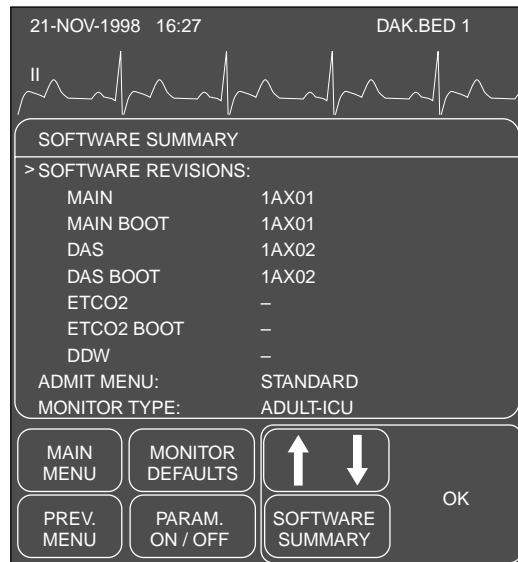 21-NOV-1998 16:27 DAK.BED 1
II
SOFTWARE SUMMARY
> SOFTWARE REVISIONS:
MAIN 1AX01
MAIN BOOT 1AX01
DAS 1AX02
DAS BOOT 1AX02
ETCO2 –
ETCO2 BOOT –
DDW –
ADMIT MENU: STANDARD
MONITOR TYPE: ADULT-ICU
MAIN
MENU
MONITOR
DEFAULTS
PREV.
MENU
PARAM.
ON / OFF
SOFTWARE
SUMMARY
OK